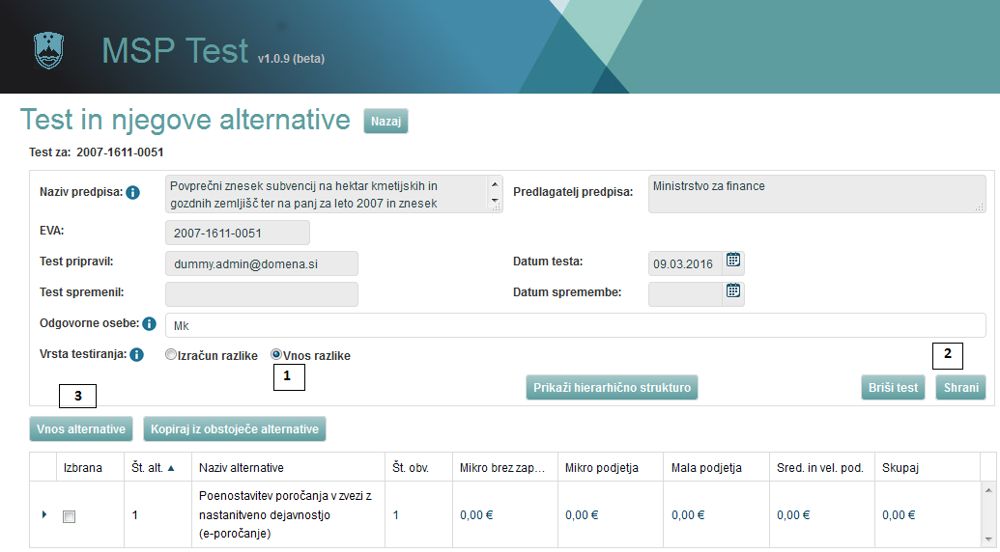 MSP Test v1.0.9 (beta)
Test in njegove alternative Nazaj
Test za: 2007-1611-0051
Naziv predpisa: Povprečni znesek subvencij na hektar kmetijskih in
gozdnih zemljišč ter na panj za leto 2007 in znesek
Predlagatelj predpisa: Ministrstvo za finance
EVA: 2007-1611-0051
Test pripravil: dummy.admin@domena.si
Datum testa: 09.03.2016
Test spremenil:
Datum spremembe:
Odgovorne osebe: Mk
Vrsta testiranja: Izračun razlike Vnos razlike
1
2
Prikaži hierarhično strukturo Briši test Shrani
3
Vnos alternative Kopiraj iz obstoječe alternative
Izbrana Št. alt. Naziv alternative Št. obv. Mikro brez zap... Mikro podjetja Mala podjetja Sred. in vel. pod. Skupaj
1 Poenostavitev poročanja v zvezi z
nastanitveno dejavnostjo
(e-poročanje)
1 0,00 € 0,00 € 0,00 € 0,00 € 0,00 €